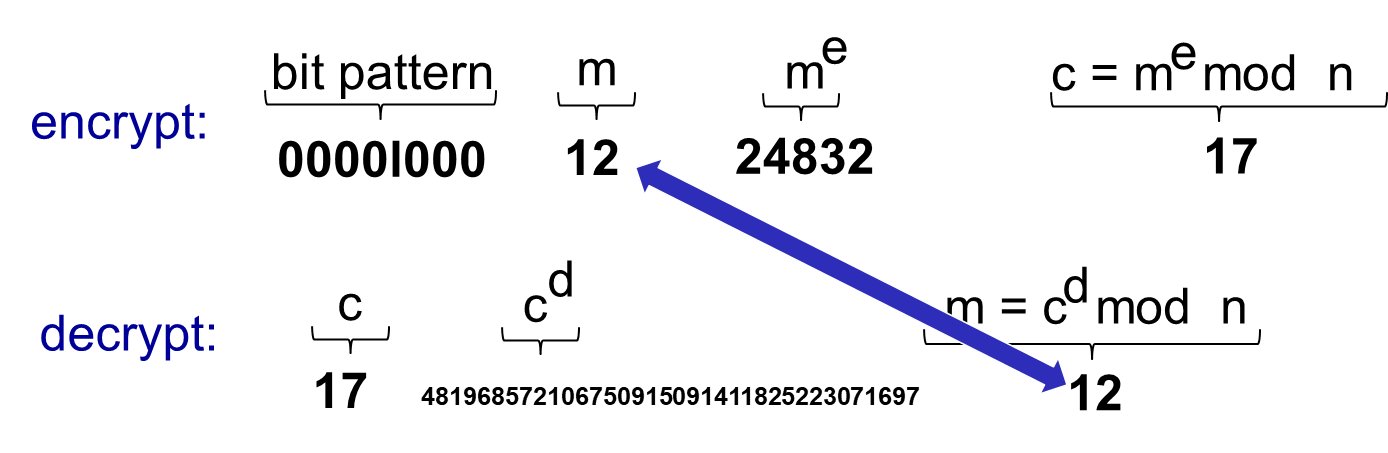 bit pattern m m^e c = m^e mod n
encrypt: 0000l000 12 24832 17
c c^d m = c^d mod n
decrypt: 17 481968572106750915091411825223071697 12